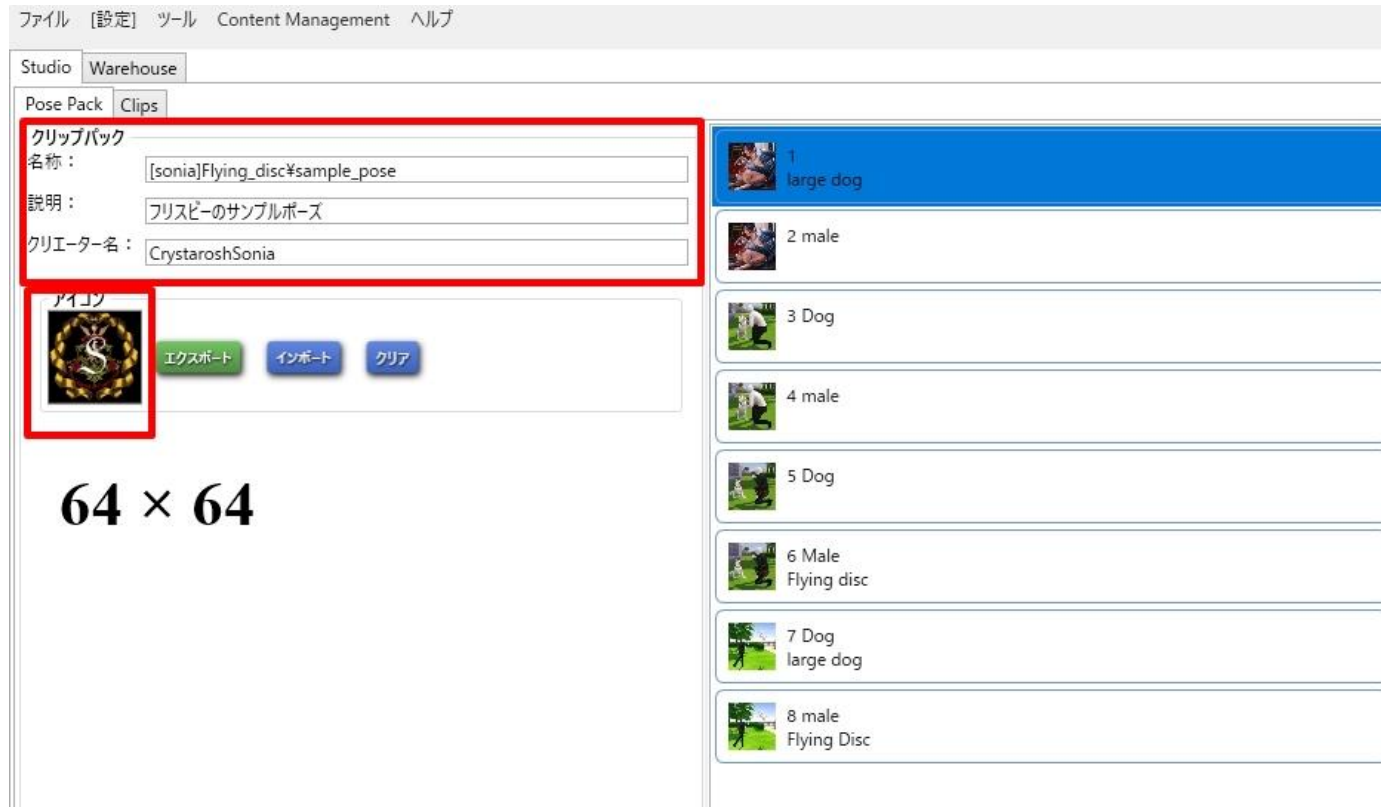 ファイル [設定] ツール Content Management ヘルプ
Studio Warehouse
Pose Pack Clips
クリップパック
名称：
[sonia]Flying_disc¥sample_pose
説明：
フリスビーのサンプルポーズ
クリエーター名：
CrystaroshSonia
アイコン
S
エクスポート インポート クリア
64 × 64
1
large dog
2 male
3 Dog
4 male
5 Dog
6 Male
Flying disc
7 Dog
large dog
8 male
Flying Disc